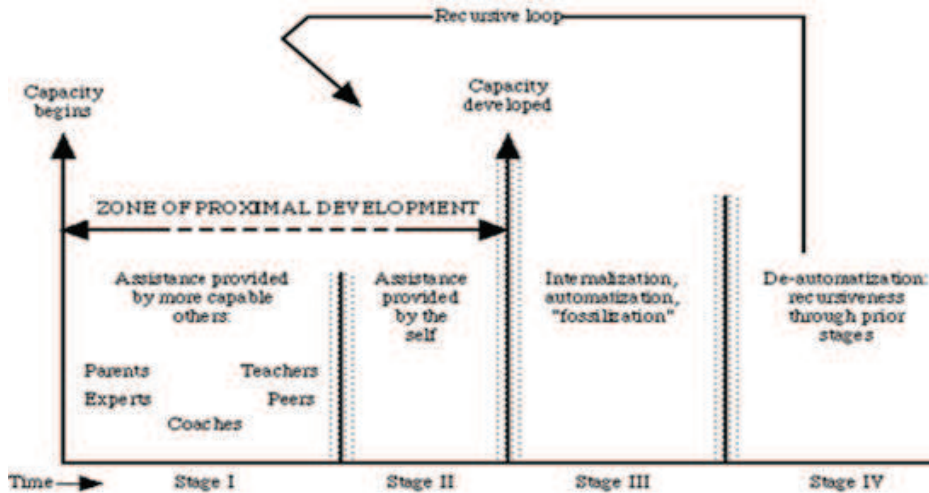 Recursive loop
Capacity
begins
Capacity
developed
ZONE OF PROXIMAL DEVELOPMENT
Assistance provided
by more capable
others:
Parents
Teachers
Experts
Peers
Coaches
Assistance
provided
by the
self
Internalization,
automatization,
"fossilization"
De-automatization:
recursiveness
through prior
stages
Time
Stage I
Stage II
Stage III
Stage IV